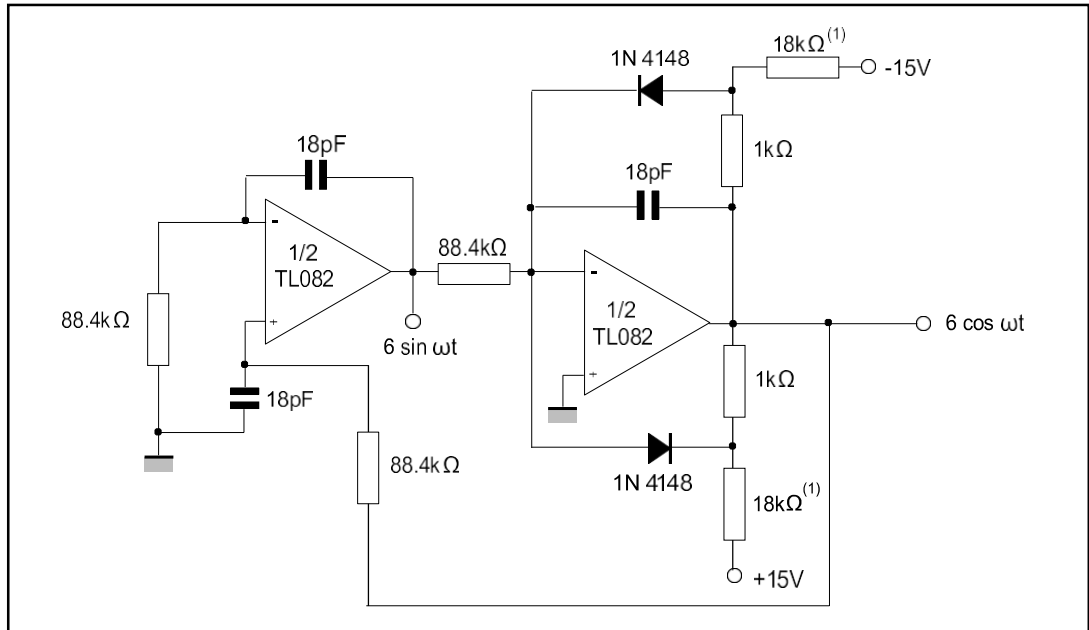 18kΩ(1)
1N 4148
-15V
18pF
1kΩ
18pF
-
1/2
TL082
88.4kΩ
-
88.4kΩ
+
6 sin ωt
1/2
TL082
6 cos ωt
18pF
+
1kΩ
88.4kΩ
1N 4148
18kΩ(1)
+15V